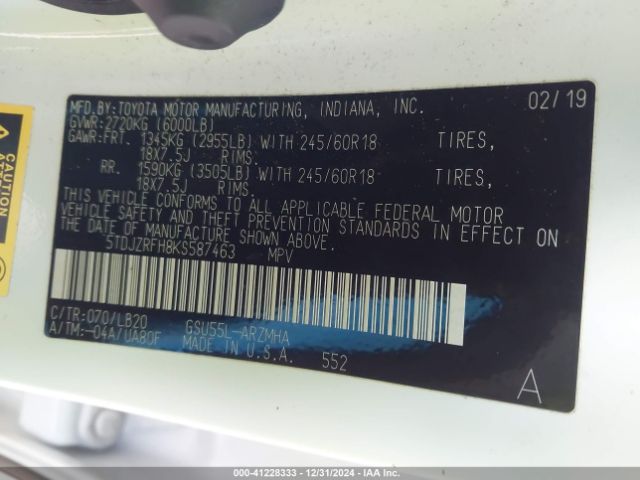 MFD.BY: TOYOTA MOTOR MANUFACTURING, INDIANA, INC. 02/19
GVWR: 2720KG (6000LB)
GAWR: FRT. 1345KG (2955LB) WITH 245/60R18 TIRES,
18X7.5J RIMS.
RR. 1590KG (3505LB) WITH 245/60R18 TIRES,
18X7.5J RIMS.
THIS VEHICLE CONFORMS TO ALL APPLICABLE FEDERAL MOTOR
VEHICLE SAFETY AND THEFT PREVENTION STANDARDS IN EFFECT ON
THE DATE OF MANUFACTURE SHOWN ABOVE.
5TDJZRFH8KS587463 MPV
C/TR: 070/LB20 GSU55L-ARZMHA
A/TM: -04A/UA80F MADE IN U.S.A. 552
A
CAUTION
000-41228333 - 12/31/2024 - IAA Inc.